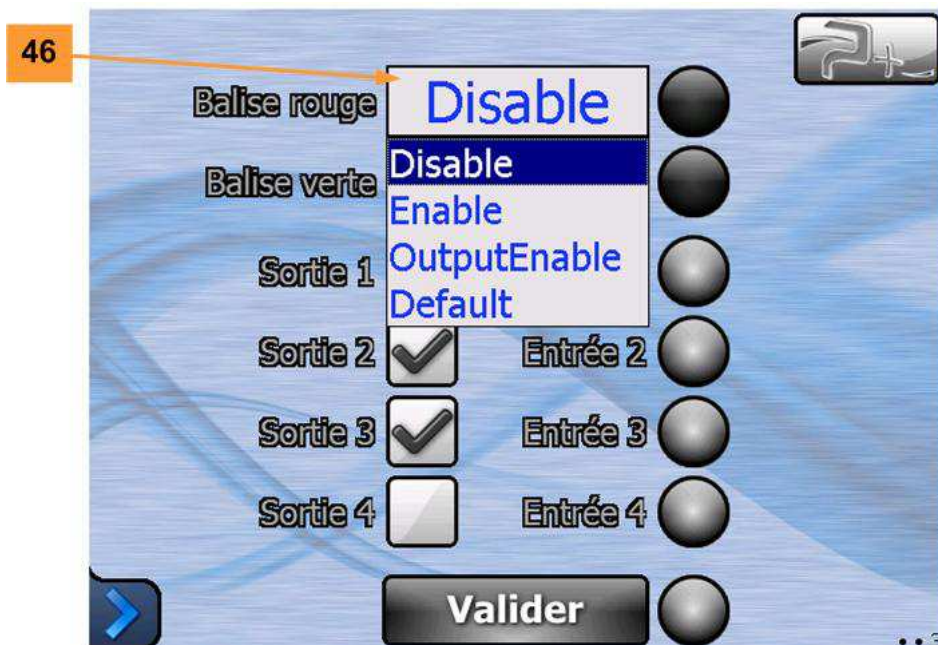 46
Balise rouge Disable
Balise verte Disable
Enable
Sortie 1 OutputEnable
Default
Sortie 2 Entrée 2
Sortie 3 Entrée 3
Sortie 4 Entrée 4
Valider